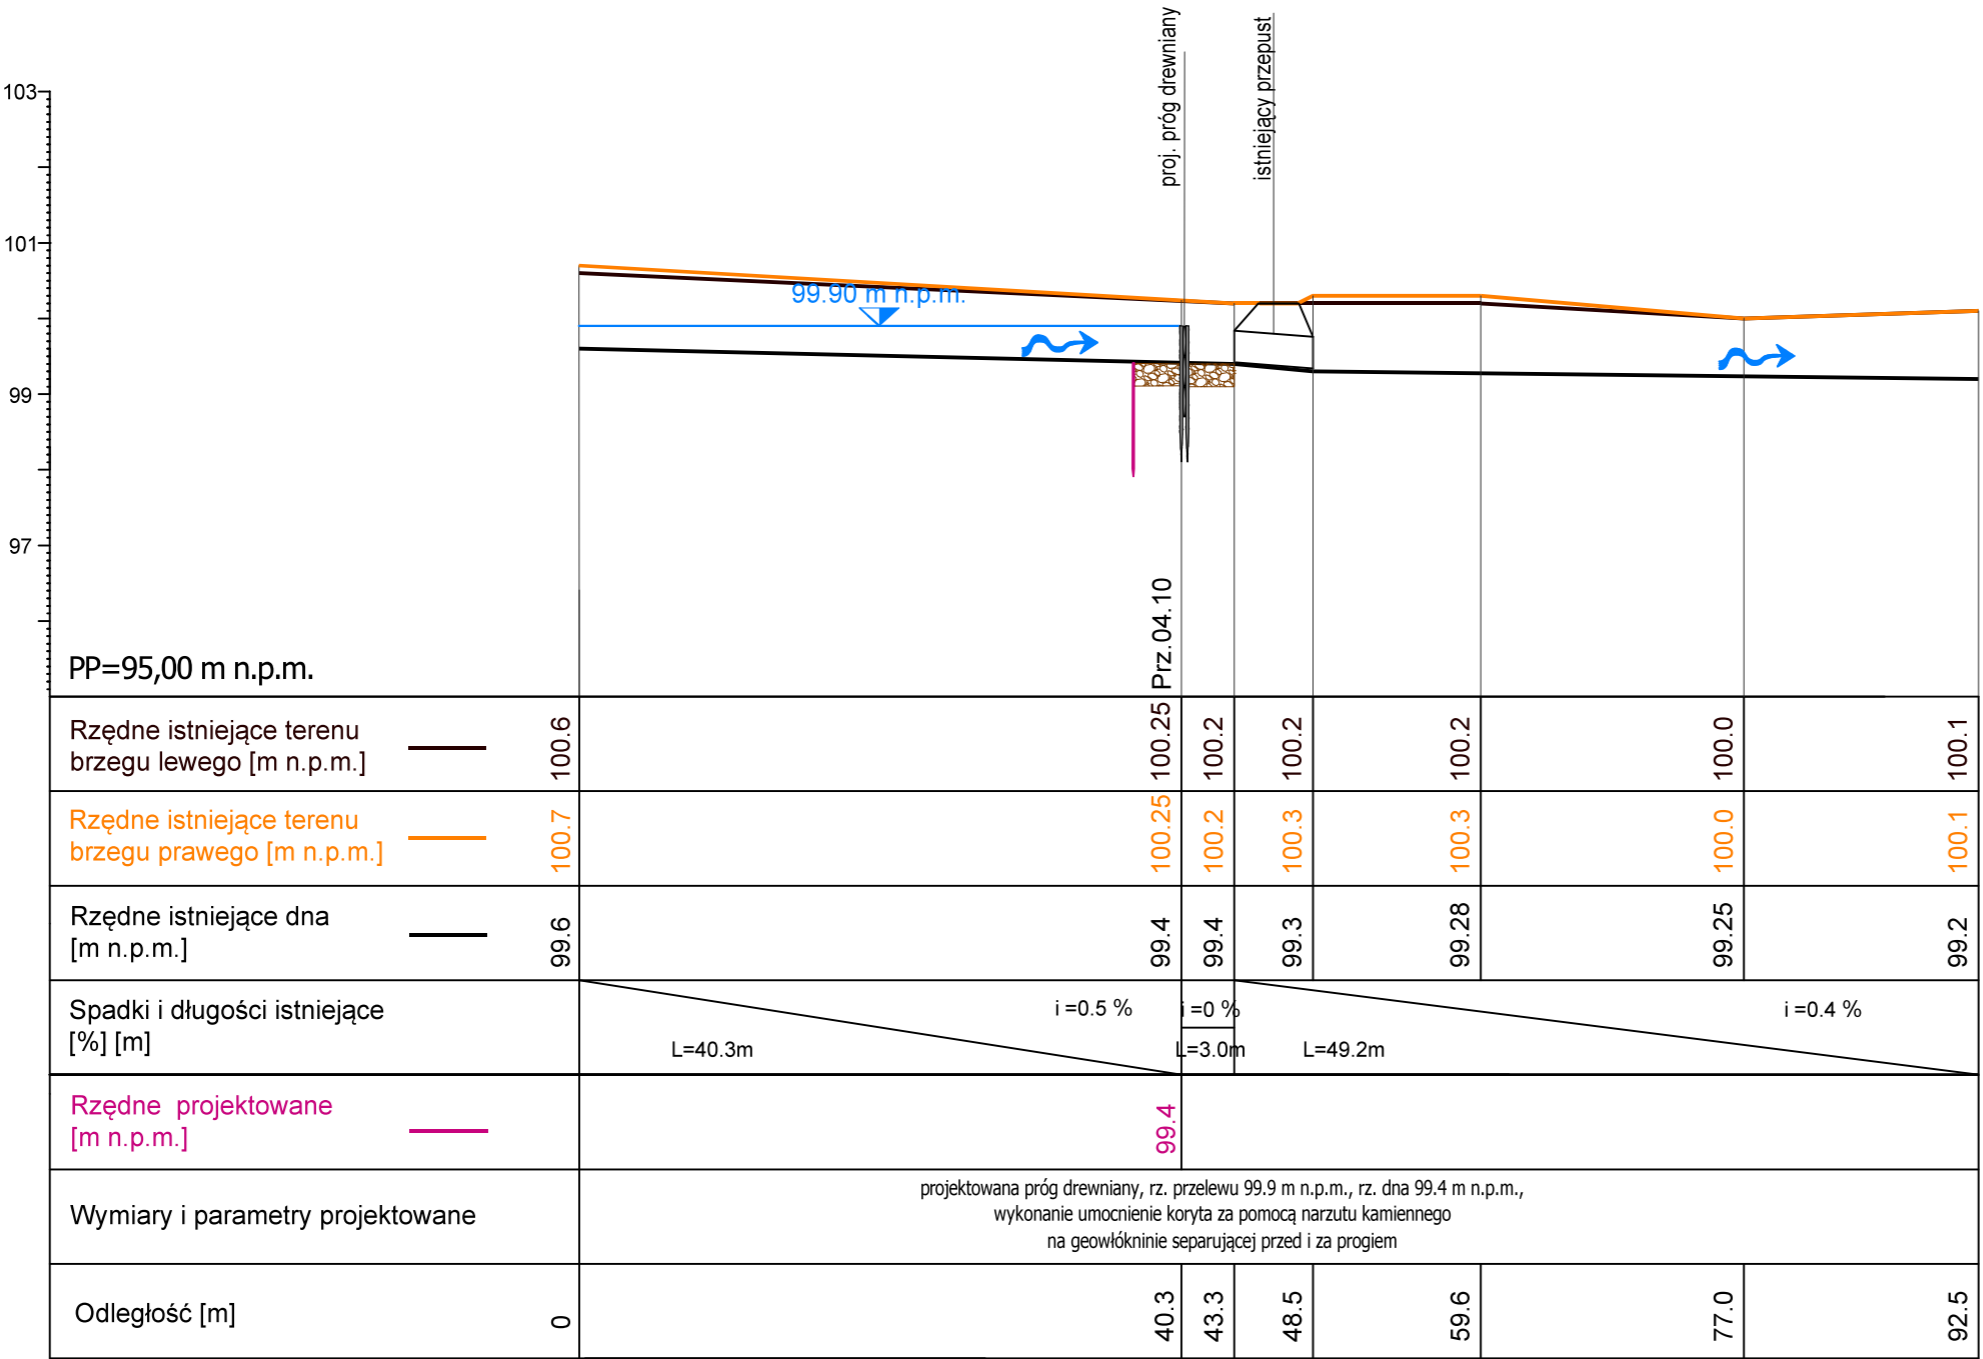 proj. próg drewniany
istniejący przepust
103
101
99
97
99.90 m n.p.m.
Prz.04.10
PP=95,00 m n.p.m.
Rzędne istniejące terenu
brzegu lewego [m n.p.m.]
100.6
100.25
100.2
100.2
100.2
100.0
100.1
Rzędne istniejące terenu
brzegu prawego [m n.p.m.]
100.7
100.25
100.2
100.3
100.3
100.0
100.1
Rzędne istniejące dna
[m n.p.m.]
99.6
99.4
99.4
99.3
99.28
99.25
99.2
Spadki i długości istniejące
[%] [m]
i =0.5 %
L=40.3m
i =0 %
L=3.0m
i =0.4 %
L=49.2m
Rzędne projektowane
[m n.p.m.]
99.4
Wymiary i parametry projektowane
projektowana próg drewniany, rz. przelewu 99.9 m n.p.m., rz. dna 99.4 m n.p.m.,
wykonanie umocnienie koryta za pomocą narzutu kamiennego
na geowłókninie separującej przed i za progiem
Odległość [m]
0
40.3
43.3
48.5
59.6
77.0
92.5